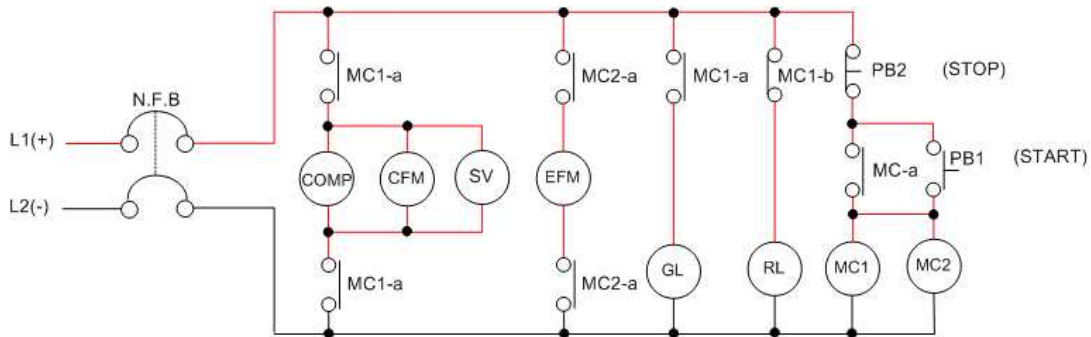 N.F.B
L1(+)
L2(-)
MC1-a
MC2-a
MC1-a
MC1-b
PB2 (STOP)
MC-a
PB1 (START)
COMP
CFM
SV
EFM
MC1-a
MC2-a
GL
RL
MC1
MC2